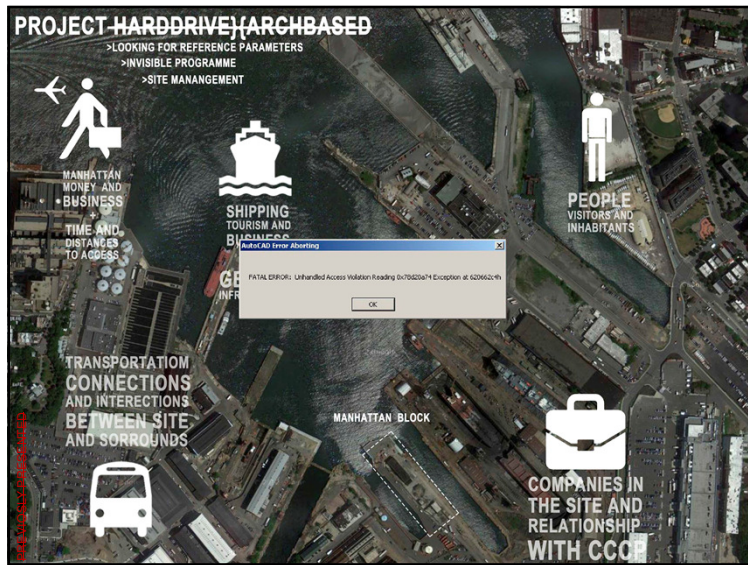 PROJECT HARDDRIVE}{ARCHBASED
>LOOKING FOR REFERENCE PARAMETERS
>INVISIBLE PROGRAMME
>SITE MANANGEMENT
MANHATTAN
MONEY AND
BUSINESS
+
TIME AND
DISTANCES
TO ACCESS
SHIPPING
TOURISM AND
PEOPLE
VISITORS AND
INHABITANTS
AutoCAD Error Aborting
FATAL ERROR: Unhandled Access Violation Reading 0x78d20a74 Exception at 620662c4h
OK
TRANSPORTATIOM
CONNECTIONS
AND INTERECTIONS
BETWEEN SITE
AND SORROUNDS
MANHATTAN BLOCK
COMPANIES IN
THE SITE AND
RELATIONSHIP
WITH CCCP